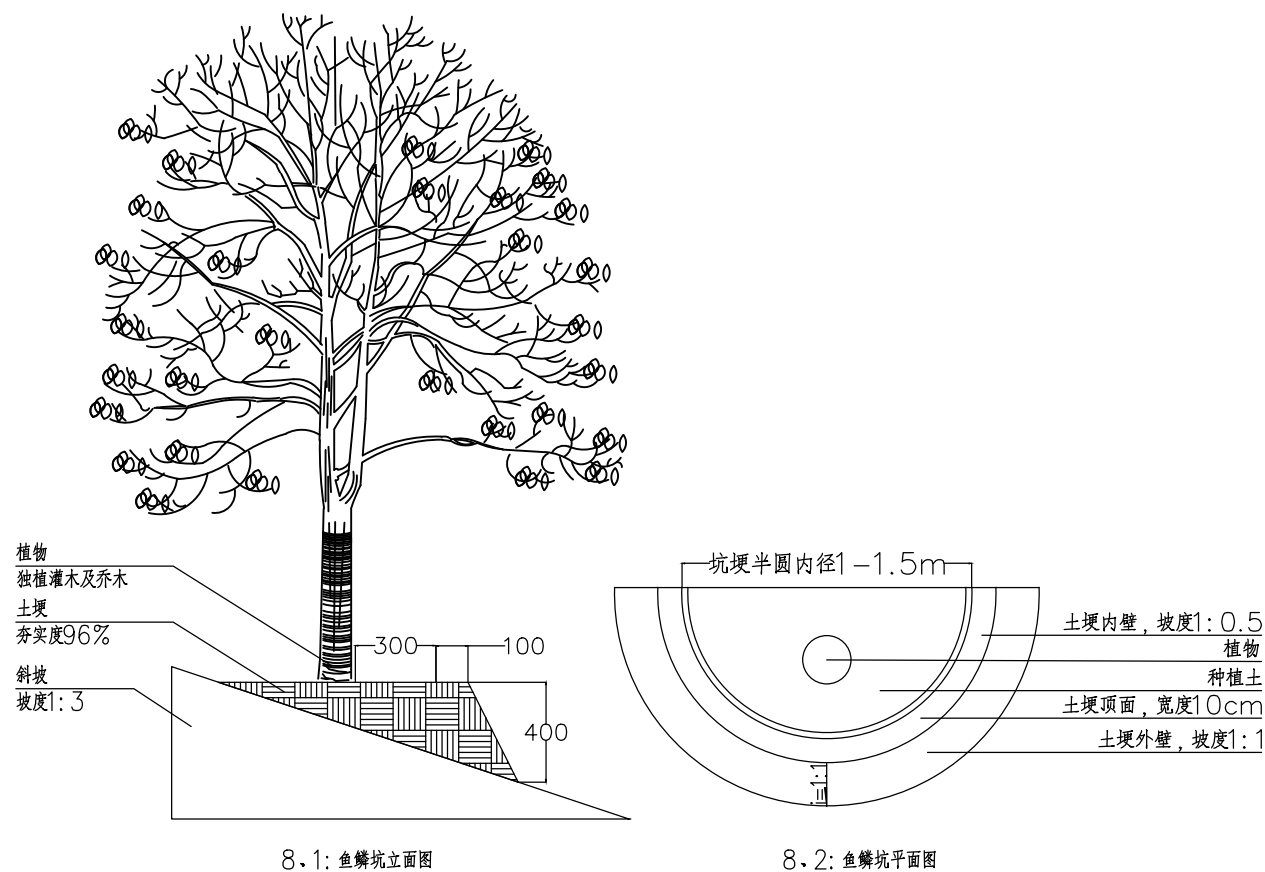 植物
独植灌木及乔木
土埂
夯实度96%
斜坡
坡度1:3
300
100
400
8、1:鱼鳞坑立面图
坑埂半圆内径1-1.5m
土埂内壁,坡度1:0.5
植物
种植土
土埂顶面,宽度10cm
土埂外壁,坡度1:1
i=1:1
8、2:鱼鳞坑平面图